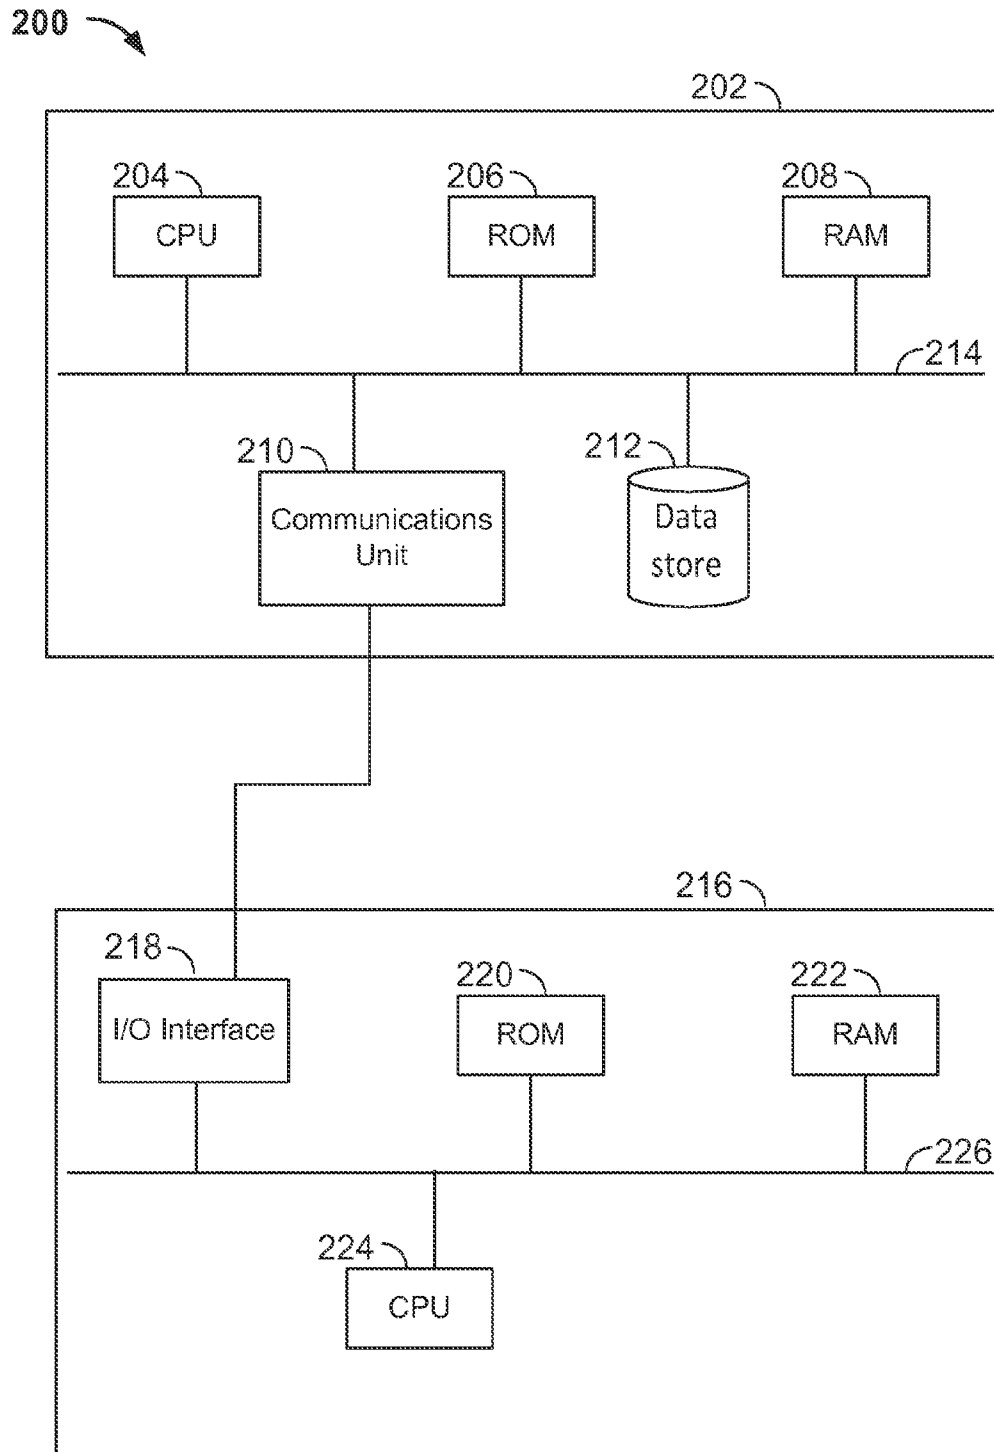 200
202
204
206
208
CPU
ROM
RAM
214
210
212
Communications
Unit
Data
store
216
218
220
222
I/O Interface
ROM
RAM
226
224
CPU